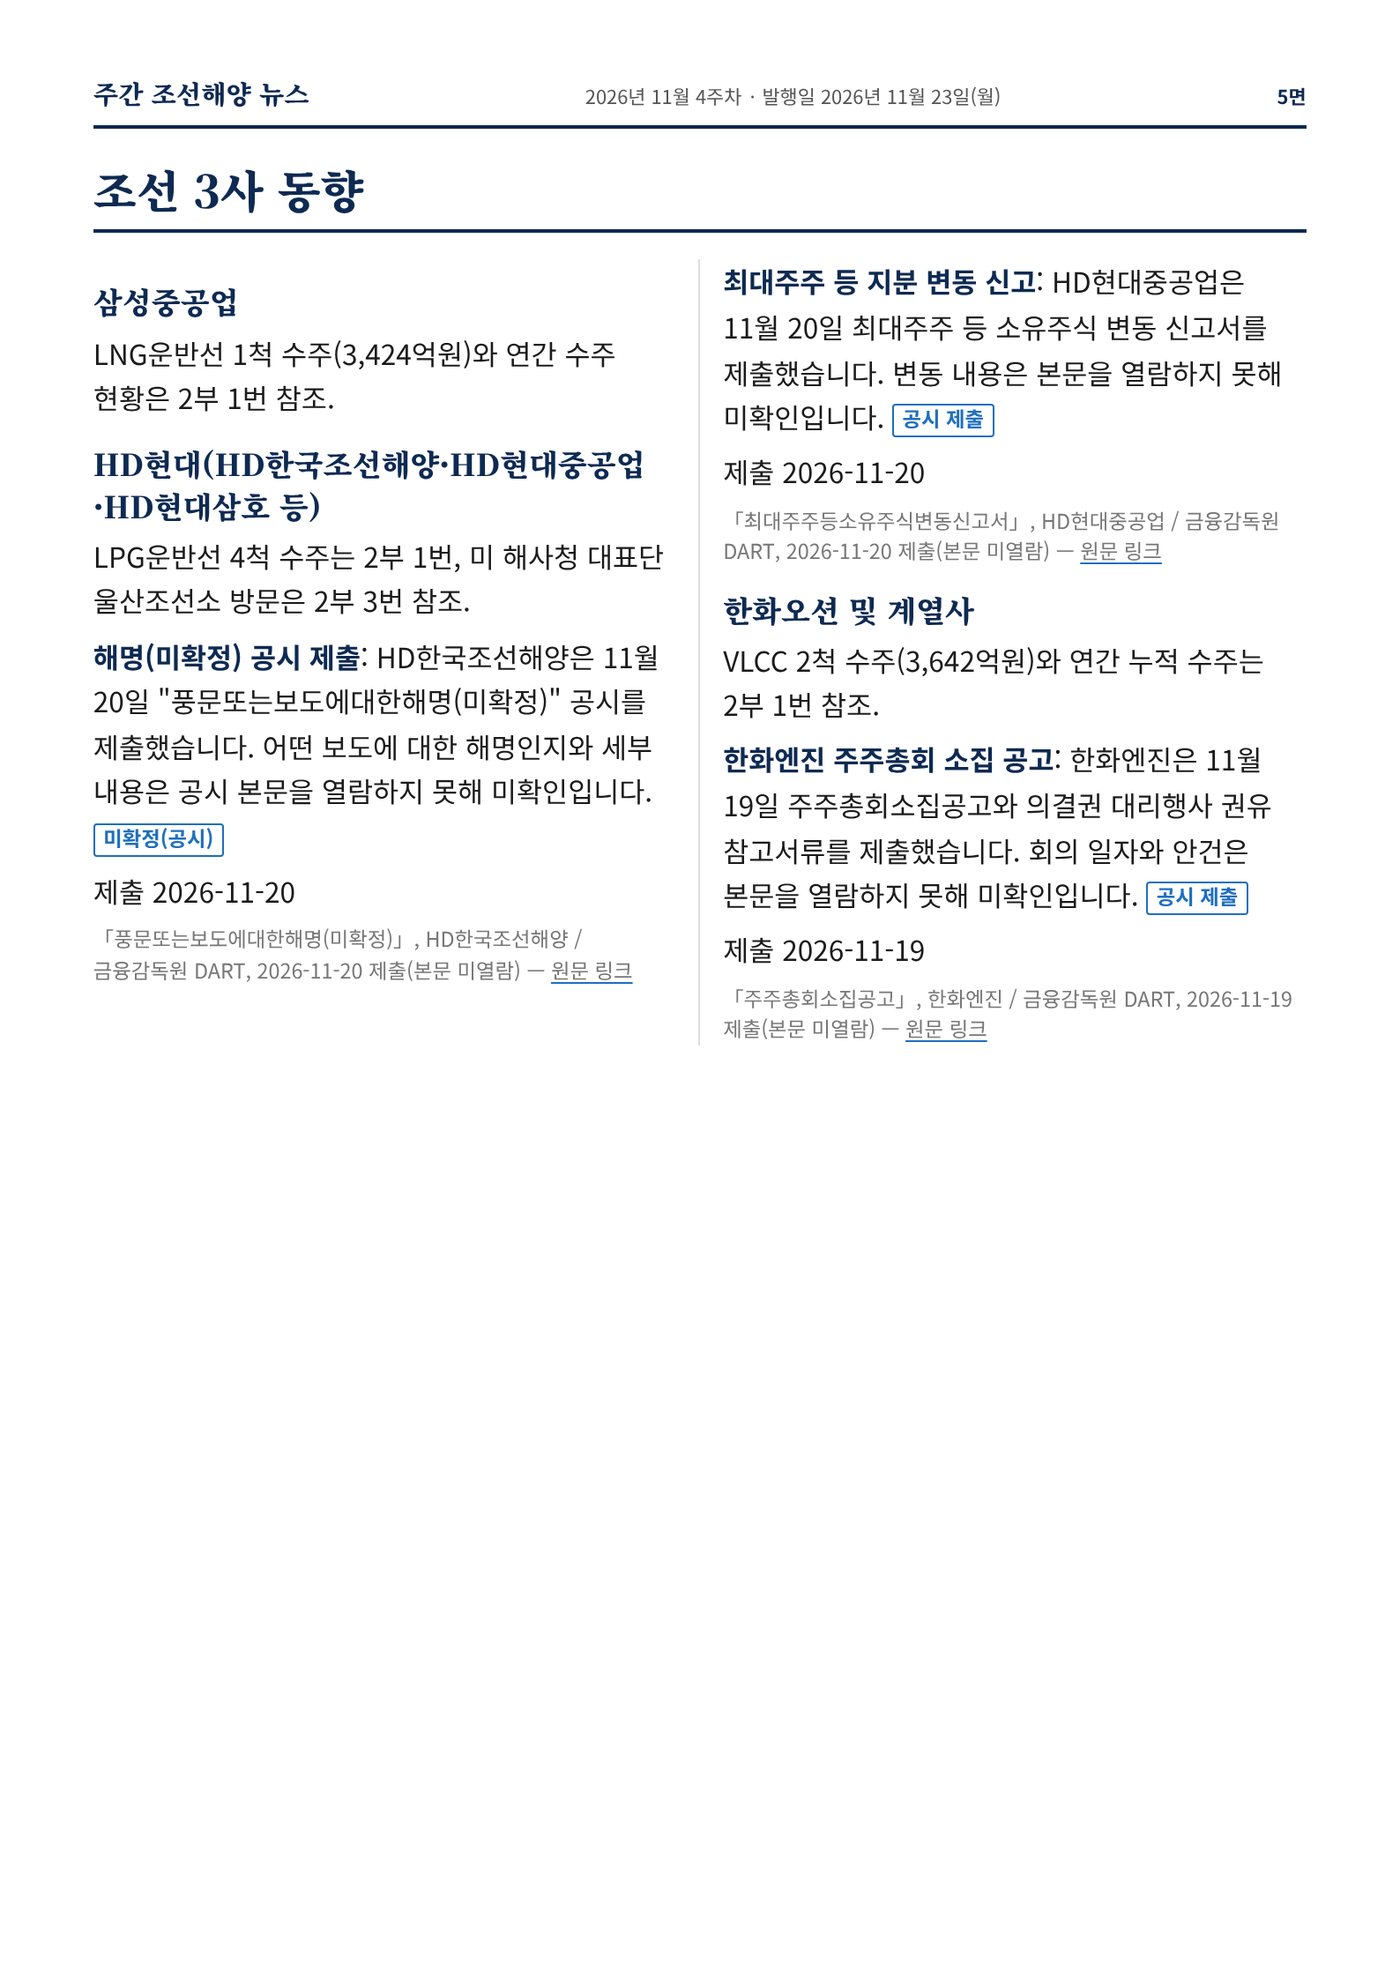 주간 조선해양 뉴스
2026년 11월 4주차 · 발행일 2026년 11월 23일(월)
5면
조선 3사 동향
삼성중공업
LNG운반선 1척 수주(3,424억원)와 연간 수주
현황은 2부 1번 참조.
HD현대(HD한국조선해양·HD현대중공업
·HD현대삼호 등)
LPG운반선 4척 수주는 2부 1번, 미 해사청 대표단
울산조선소 방문은 2부 3번 참조.
해명(미확정) 공시 제출: HD한국조선해양은 11월
20일 "풍문또는보도에대한해명(미확정)" 공시를
제출했습니다. 어떤 보도에 대한 해명인지와 세부
내용은 공시 본문을 열람하지 못해 미확인입니다.
미확정(공시)
제출 2026-11-20
「풍문또는보도에대한해명(미확정)」, HD한국조선해양 /
금융감독원 DART, 2026-11-20 제출(본문 미열람) — 원문 링크
최대주주 등 지분 변동 신고: HD현대중공업은
11월 20일 최대주주 등 소유주식 변동 신고서를
제출했습니다. 변동 내용은 본문을 열람하지 못해
미확인입니다. 공시 제출
제출 2026-11-20
「최대주주등소유주식변동신고서」, HD현대중공업 / 금융감독원
DART, 2026-11-20 제출(본문 미열람) — 원문 링크
한화오션 및 계열사
VLCC 2척 수주(3,642억원)와 연간 누적 수주는
2부 1번 참조.
한화엔진 주주총회 소집 공고: 한화엔진은 11월
19일 주주총회소집공고와 의결권 대리행사 권유
참고서류를 제출했습니다. 회의 일자와 안건은
본문을 열람하지 못해 미확인입니다. 공시 제출
제출 2026-11-19
「주주총회소집공고」, 한화엔진 / 금융감독원 DART, 2026-11-19
제출(본문 미열람) — 원문 링크